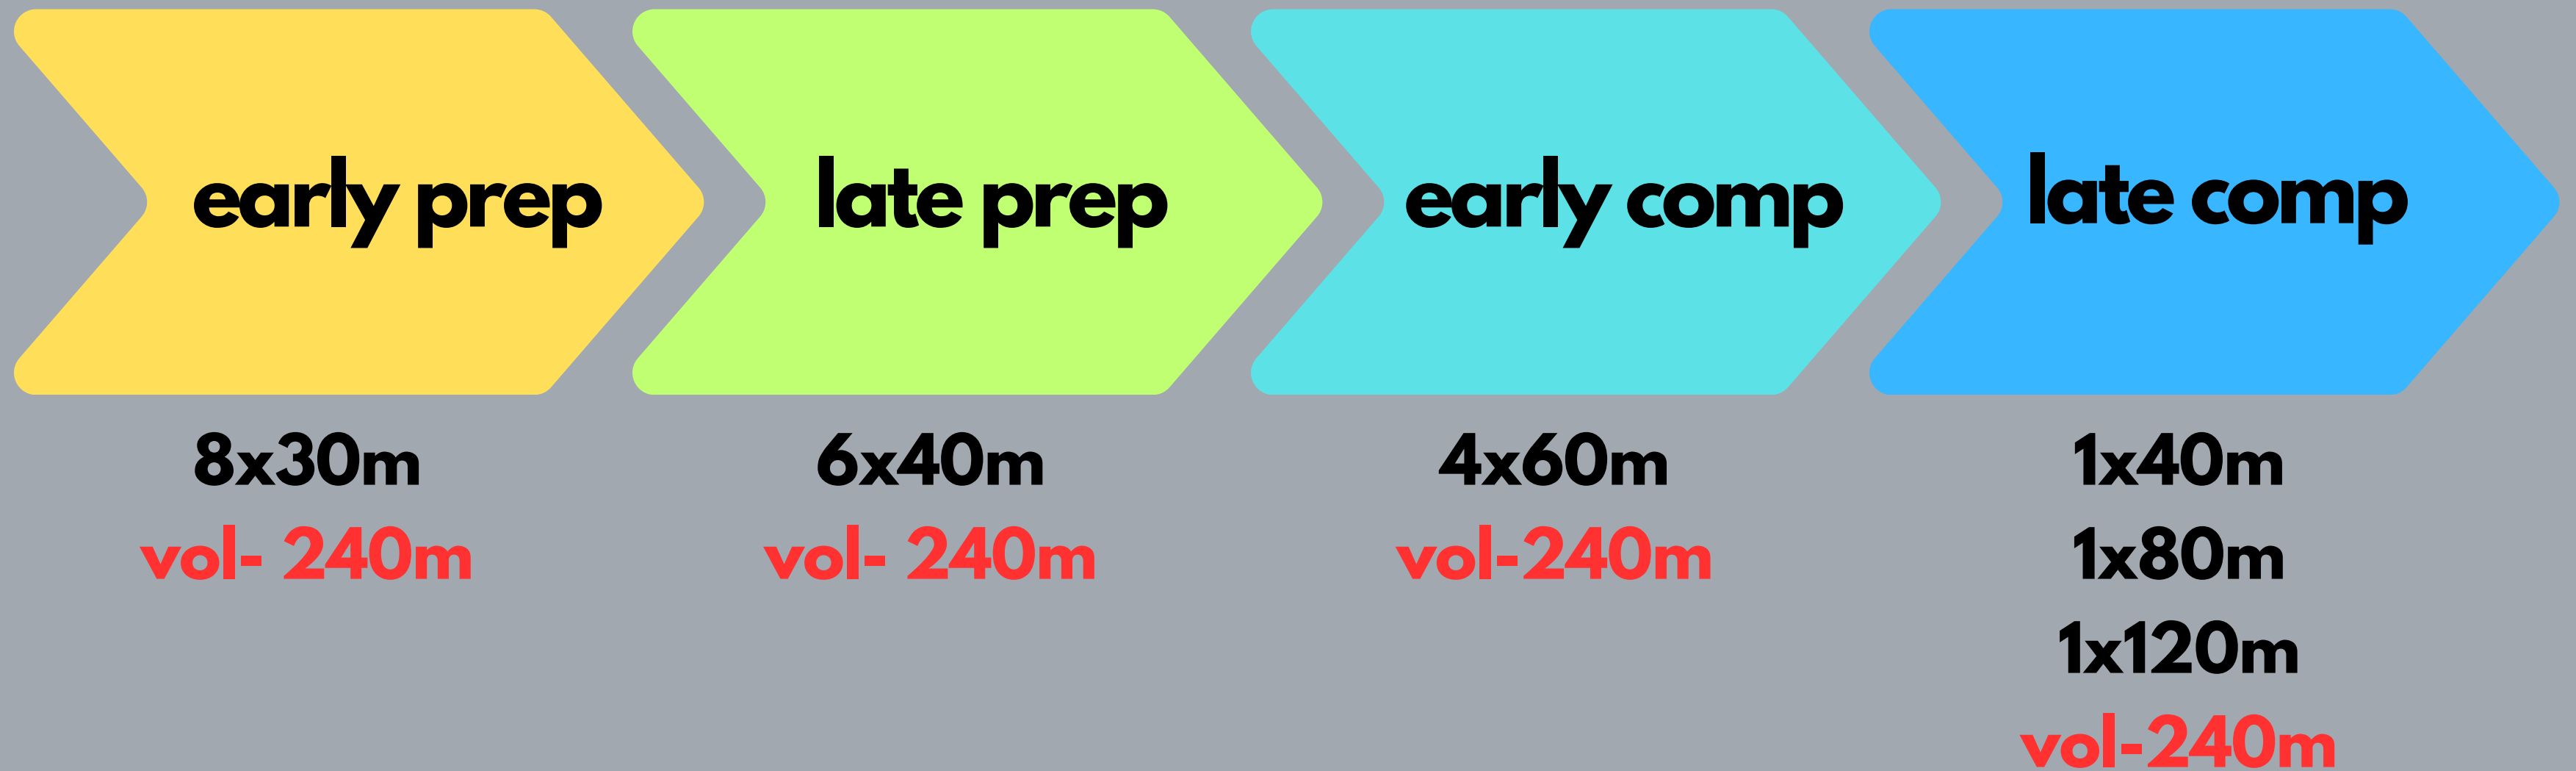 early prep
8x30m
vol- 240m
late prep
6x40m
vol- 240m
early comp
4x60m
vol-240m
late comp
1x40m
1x80m
1x120m
vol-240m